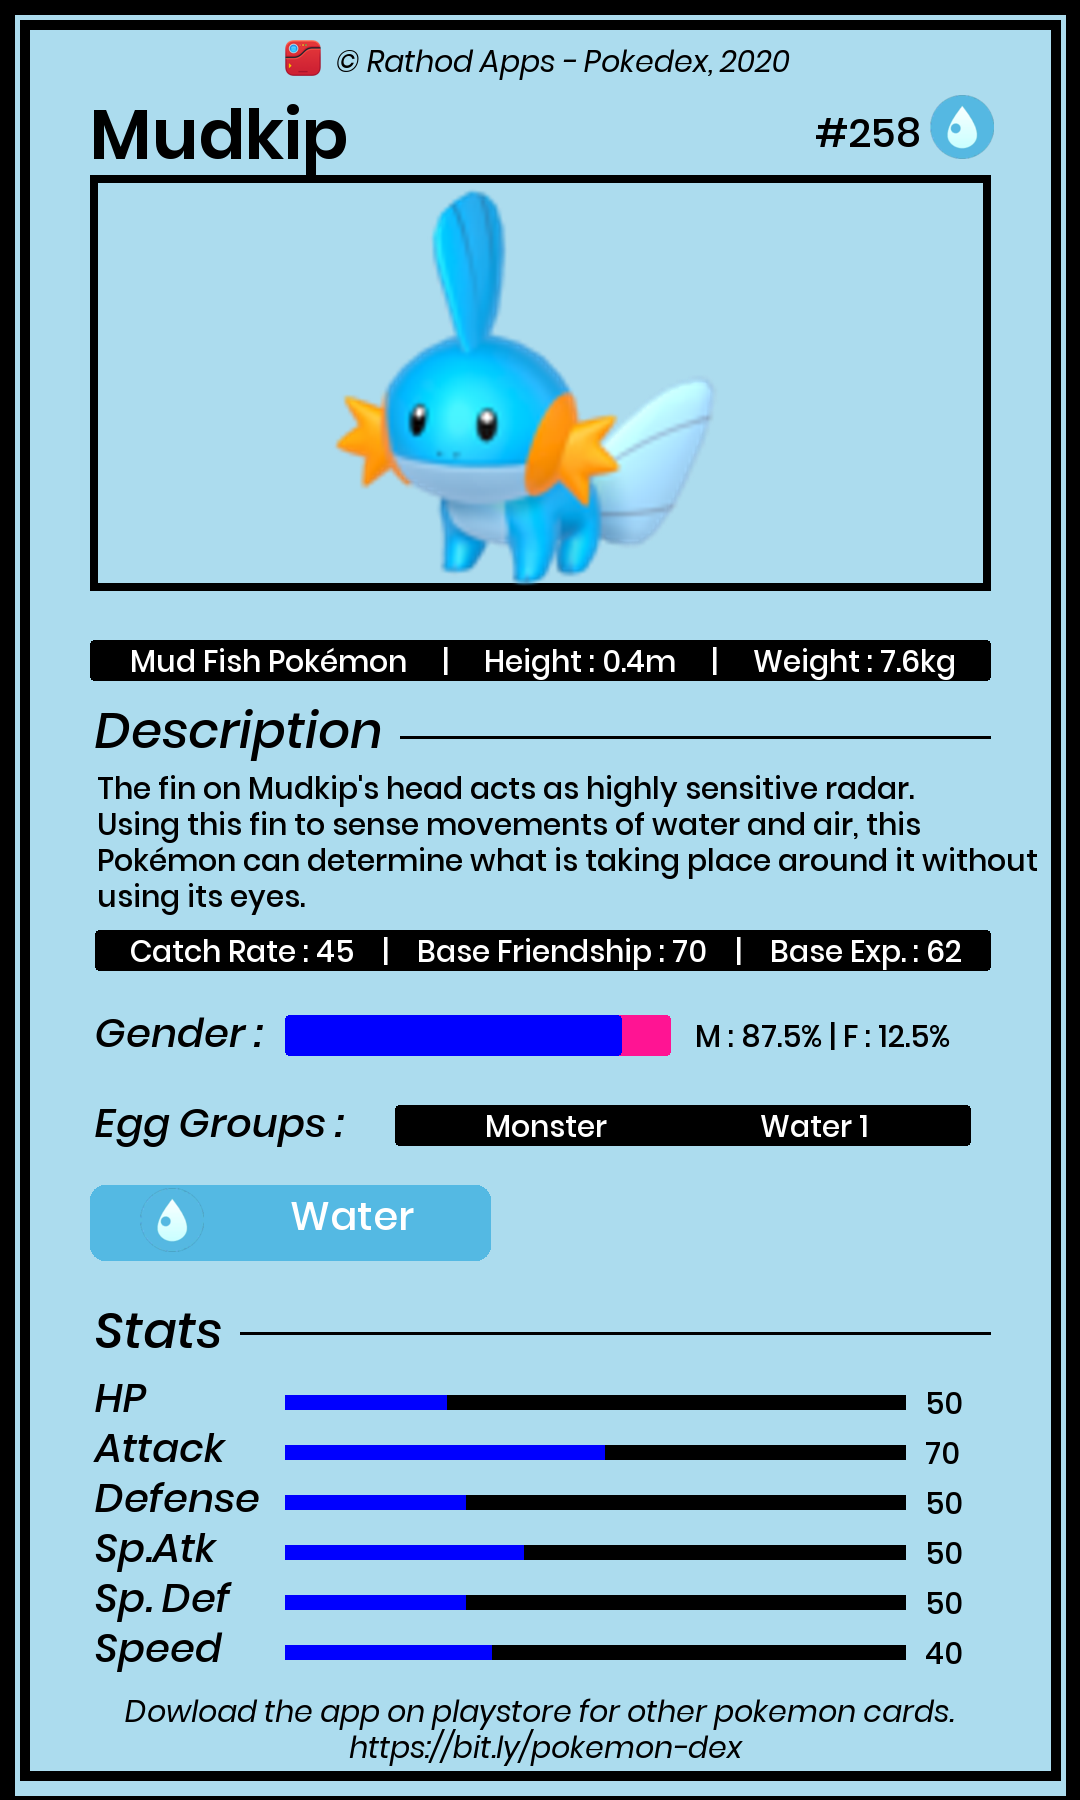 © Rathod Apps - Pokedex, 2020
Mudkip #258
Mud Fish Pokémon | Height : 0.4m | Weight : 7.6kg
Description
The fin on Mudkip's head acts as highly sensitive radar.
Using this fin to sense movements of water and air, this
Pokémon can determine what is taking place around it without
using its eyes.
Catch Rate : 45 | Base Friendship : 70 | Base Exp. : 62
Gender : M : 87.5% | F : 12.5%
Egg Groups : Monster Water 1
Water
Stats
HP 50
Attack 70
Defense 50
Sp.Atk 50
Sp. Def 50
Speed 40
Dowload the app on playstore for other pokemon cards.
https://bit.ly/pokemon-dex